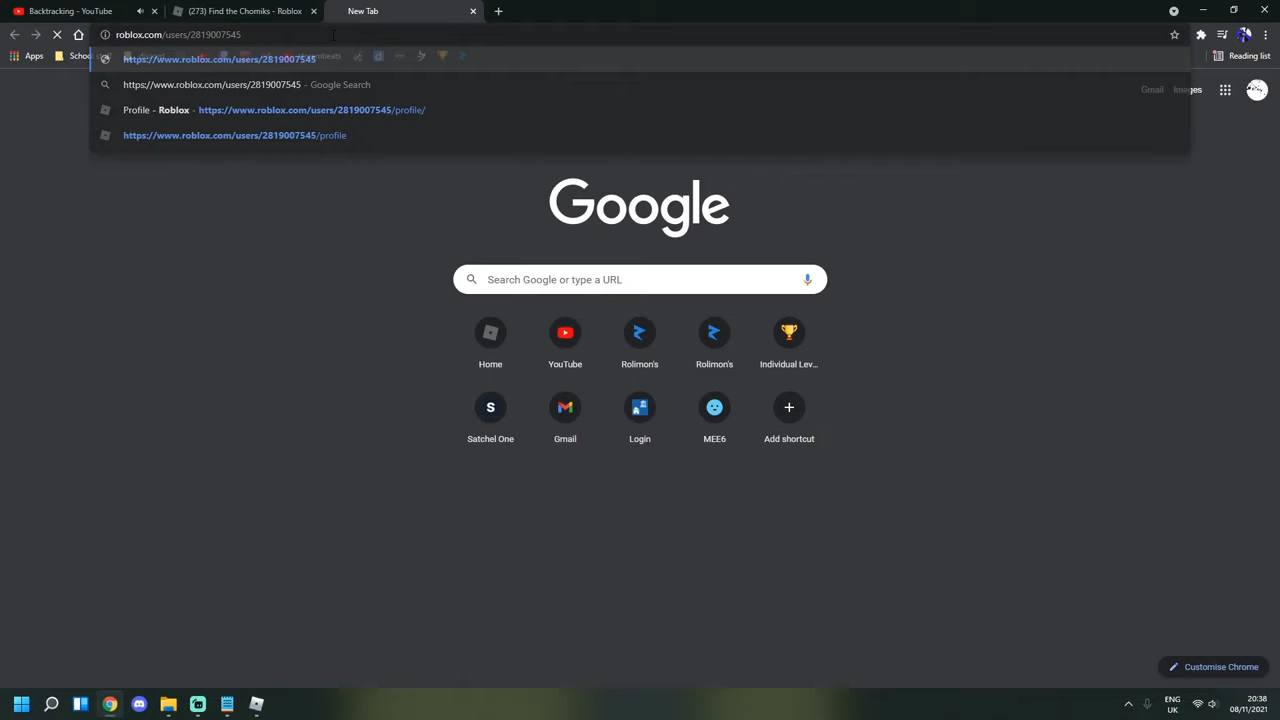 Backtracking - YouTube
(273) Find the Chomiks - Roblox
New Tab
roblox.com/users/2819007545
Apps
https://www.roblox.com/users/2819007545
Reading list
https://www.roblox.com/users/2819007545 - Google Search
Gmail
Images
Profile - Roblox - https://www.roblox.com/users/2819007545/profile/
https://www.roblox.com/users/2819007545/profile
Google
Search Google or type a URL
Home
YouTube
Rolimon's
Rolimon's
Individual Lev...
S
Satchel One
Gmail
Login
MEE6
Add shortcut
Customise Chrome
ENG
UK
20:38
08/11/2021